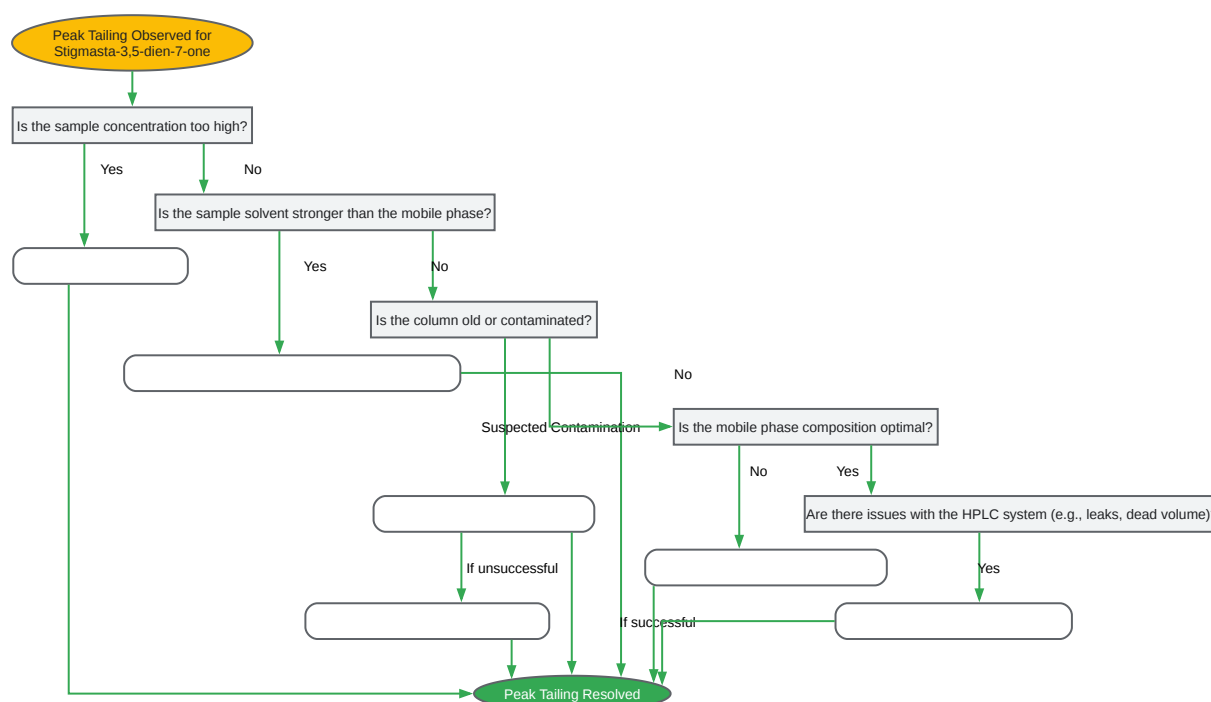 Peak Tailing Observed for
Stigmasta-3,5-dien-7-one
Is the sample concentration too high?
Yes
No
Is the sample solvent stronger than the mobile phase?
Yes
No
Is the column old or contaminated?
No
Suspected Contamination
Is the mobile phase composition optimal?
No
Yes
Are there issues with the HPLC system (e.g., leaks, dead volume)
If unsuccessful
Yes
If successful
Peak Tailing Resolved